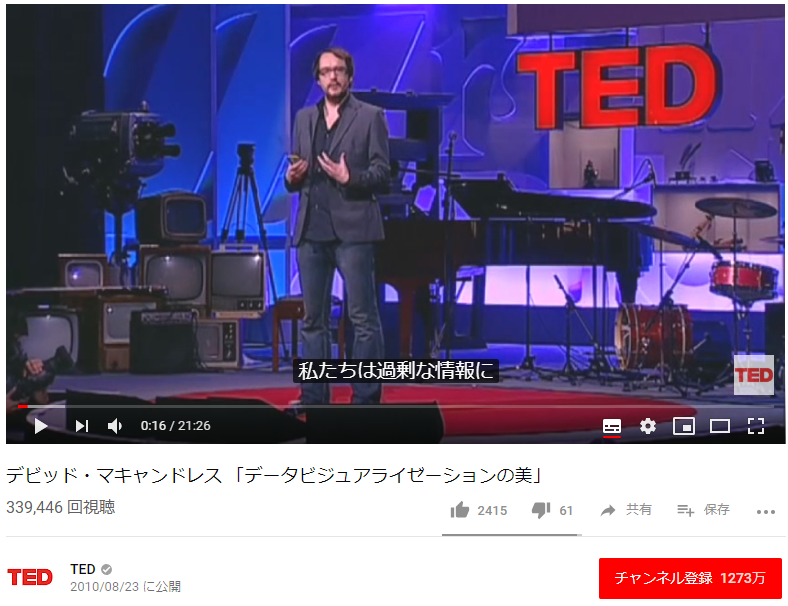 TED
私たちは過剰な情報に
TED
0:16 / 21:26
デビッド・マキャンドレス 「データビジュアライゼーションの美」
339,446 回視聴
2415
61
共有
保存
TED
TED
2010/08/23 に公開
チャンネル登録 1273万